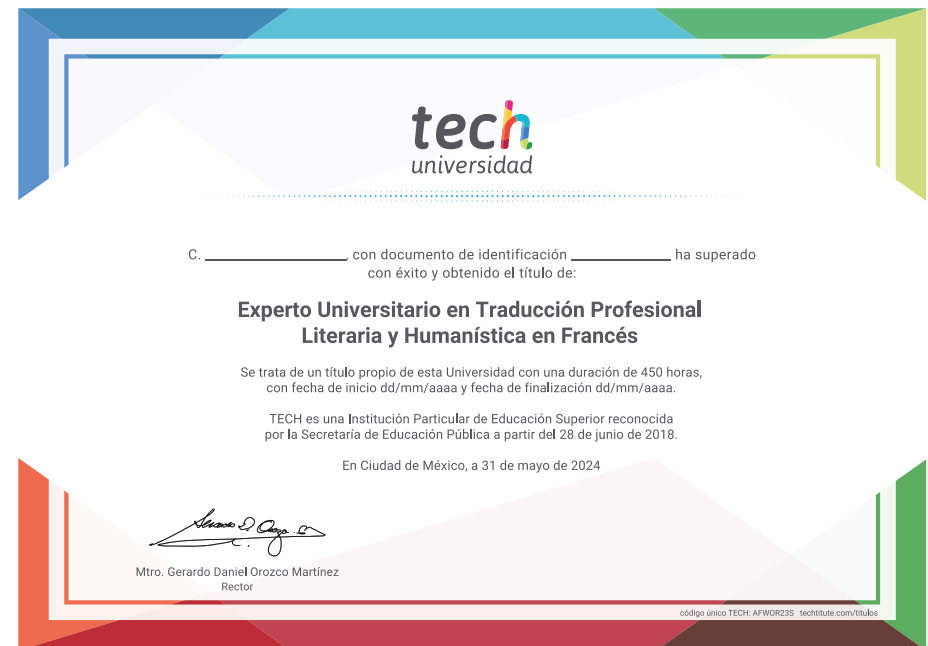 tech
universidad
C. ____________, con documento de identificación _________ ha superado
con éxito y obtenido el título de:
Experto Universitario en Traducción Profesional
Literaria y Humanística en Francés
Se trata de un título propio de esta Universidad con una duración de 450 horas,
con fecha de inicio dd/mm/aaaa y fecha de finalización dd/mm/aaaa.
TECH es una Institución Particular de Educación Superior reconocida
por la Secretaría de Educación Pública a partir del 28 de junio de 2018.
En Ciudad de México, a 31 de mayo de 2024
Mtro. Gerardo Daniel Orozco Martínez
Rector
código único TECH: AFWOR23S techtitute.com/titulos